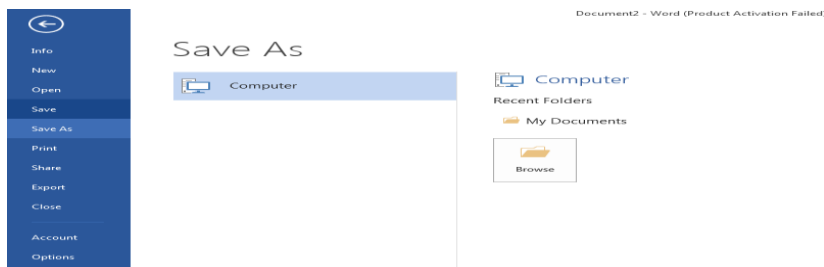 Document2 - Word (Product Activation Failed)
Info
New
Open
Save
Save As
Print
Share
Export
Close
Account
Options
Save As
Computer
Computer
Recent Folders
My Documents
Browse